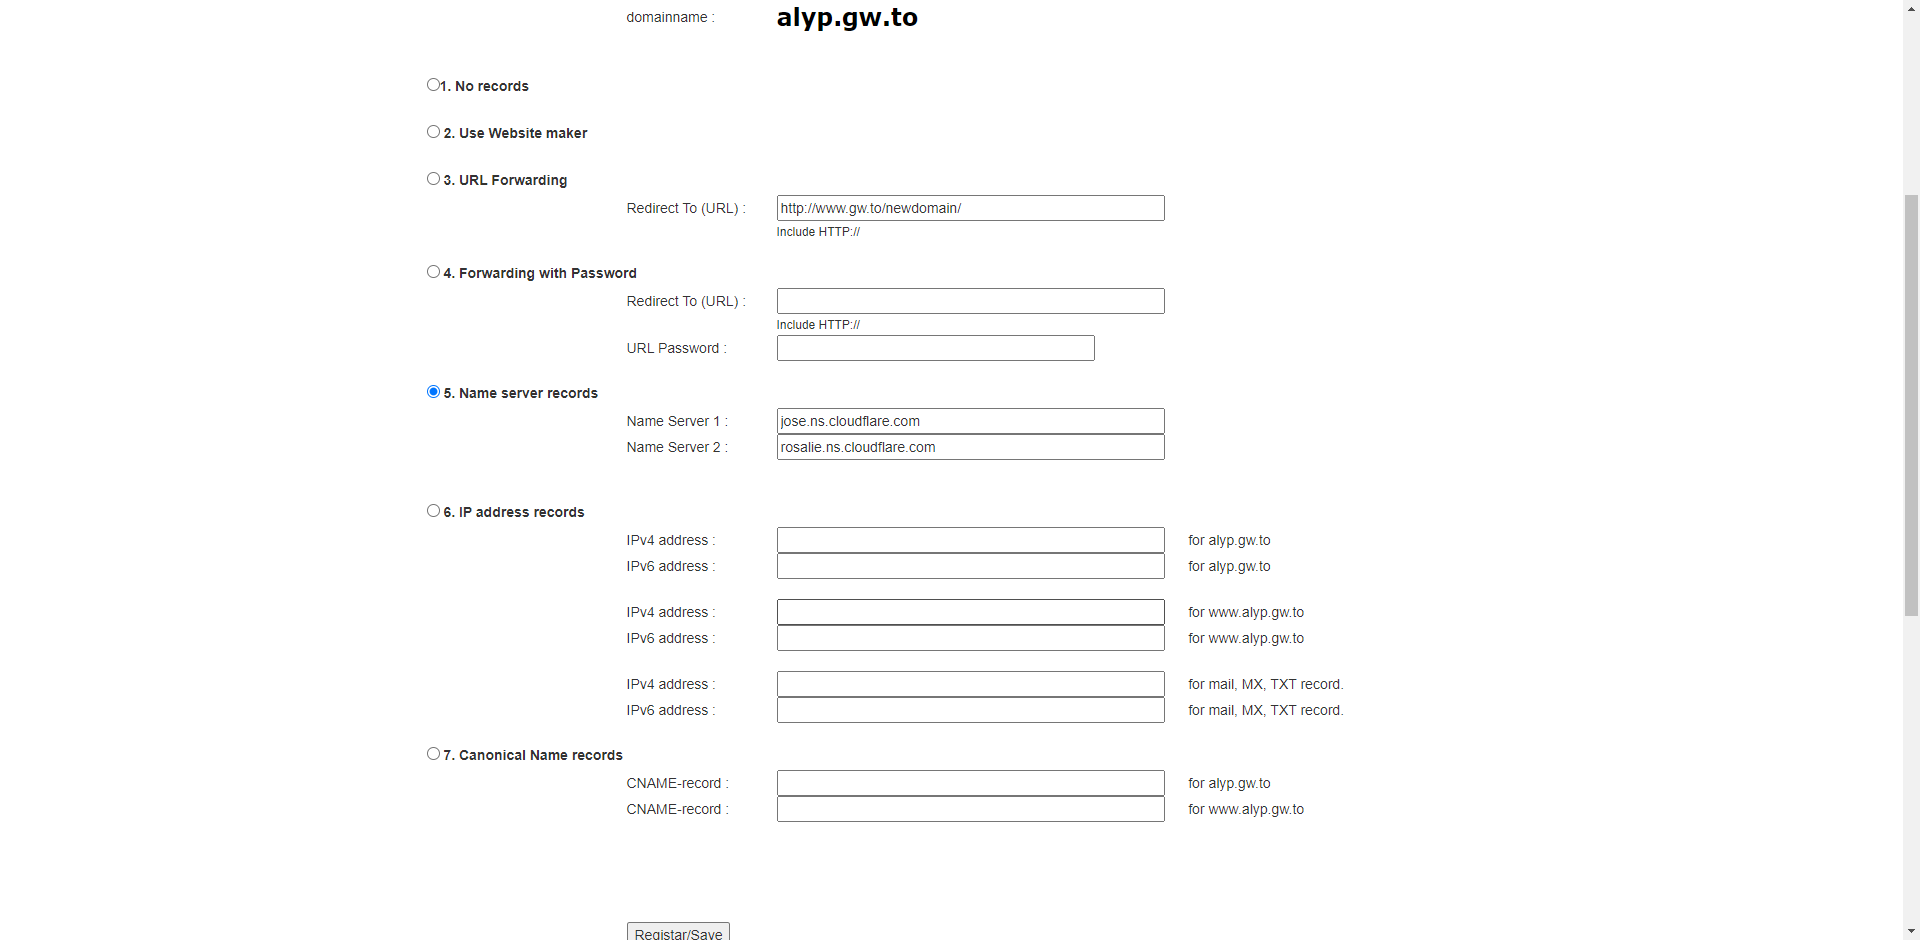 domainname : alyp.gw.to
1. No records
2. Use Website maker
3. URL Forwarding
Redirect To (URL) : http://www.gw.to/newdomain/
Include HTTP://
4. Forwarding with Password
Redirect To (URL) :
Include HTTP://
URL Password :
5. Name server records
Name Server 1 : jose.ns.cloudflare.com
Name Server 2 : rosalie.ns.cloudflare.com
6. IP address records
IPv4 address : for alyp.gw.to
IPv6 address : for alyp.gw.to
IPv4 address : for www.alyp.gw.to
IPv6 address : for www.alyp.gw.to
IPv4 address : for mail, MX, TXT record.
IPv6 address : for mail, MX, TXT record.
7. Canonical Name records
CNAME-record : for alyp.gw.to
CNAME-record : for www.alyp.gw.to
Registar/Save